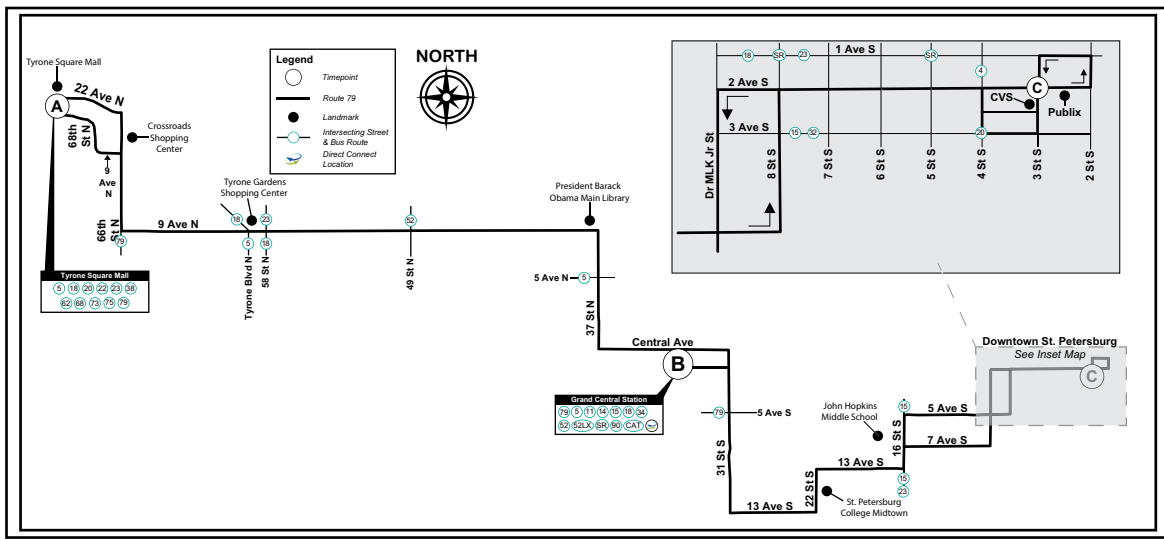 Tyrone Square Mall
A
22 Ave N
68th
St N
Crossroads
Shopping
Center
9
Ave
N
66th
St N
79
Tyrone Square Mall
5 18 20 22 23 38
62 68 73 75 79
NORTH
Legend
Timepoint
Route 79
Landmark
Intersecting Street
& Bus Route
Direct Connect
Location
Tyrone Gardens
Shopping Center
9 Ave N
18
23
5
18
Tyrone Blvd N
58 St N
52
49 St N
President Barack
Obama Main Library
5 Ave N
5
37 St N
Central Ave
B
Grand Central Station
79 5 11 14 15 18 34
52 52LX SR 90 CAT
79
5 Ave S
31 St S
13 Ave S
22 St S
13 Ave S
St. Petersburg
College Midtown
John Hopkins
Middle School
16 St S
15
5 Ave S
7 Ave S
15
23
Downtown St. Petersburg
See Inset Map
C
1 Ave S
18 SR 23
SR
2 Ave S
4
C
CVS
Publix
3 Ave S
15 32
20
Dr MLK Jr St
8 St S
7 St S
6 St S
5 St S
4 St S
3 St S
2 St S